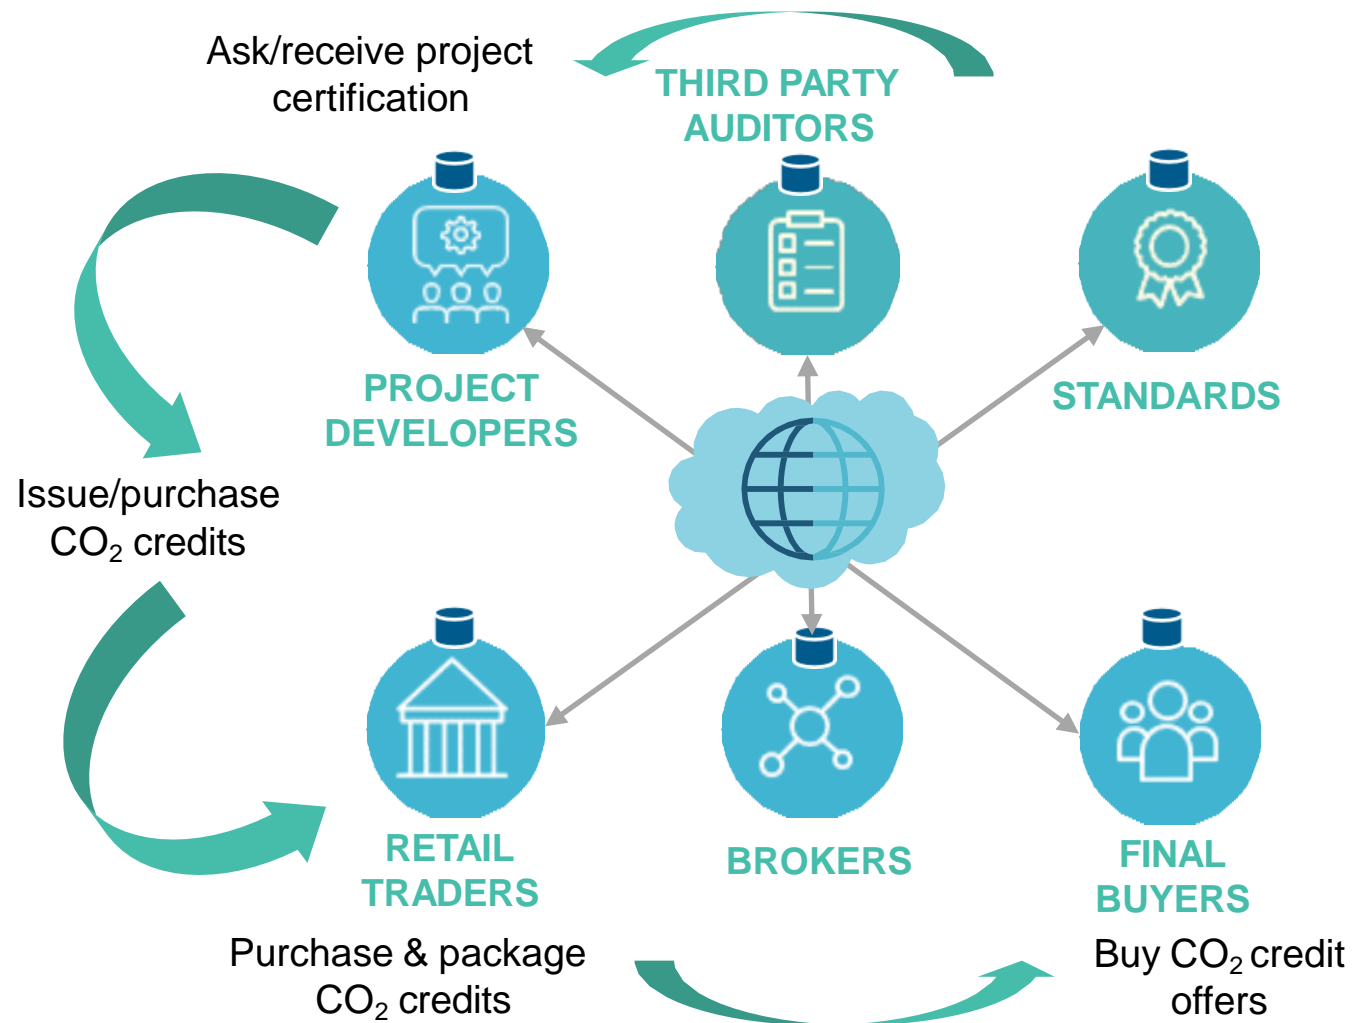 Ask/receive project
certification
THIRD PARTY
AUDITORS
PROJECT
DEVELOPERS
STANDARDS
Issue/purchase
CO₂ credits
RETAIL
TRADERS
BROKERS
FINAL
BUYERS
Purchase & package
CO₂ credits
Buy CO₂ credit
offers